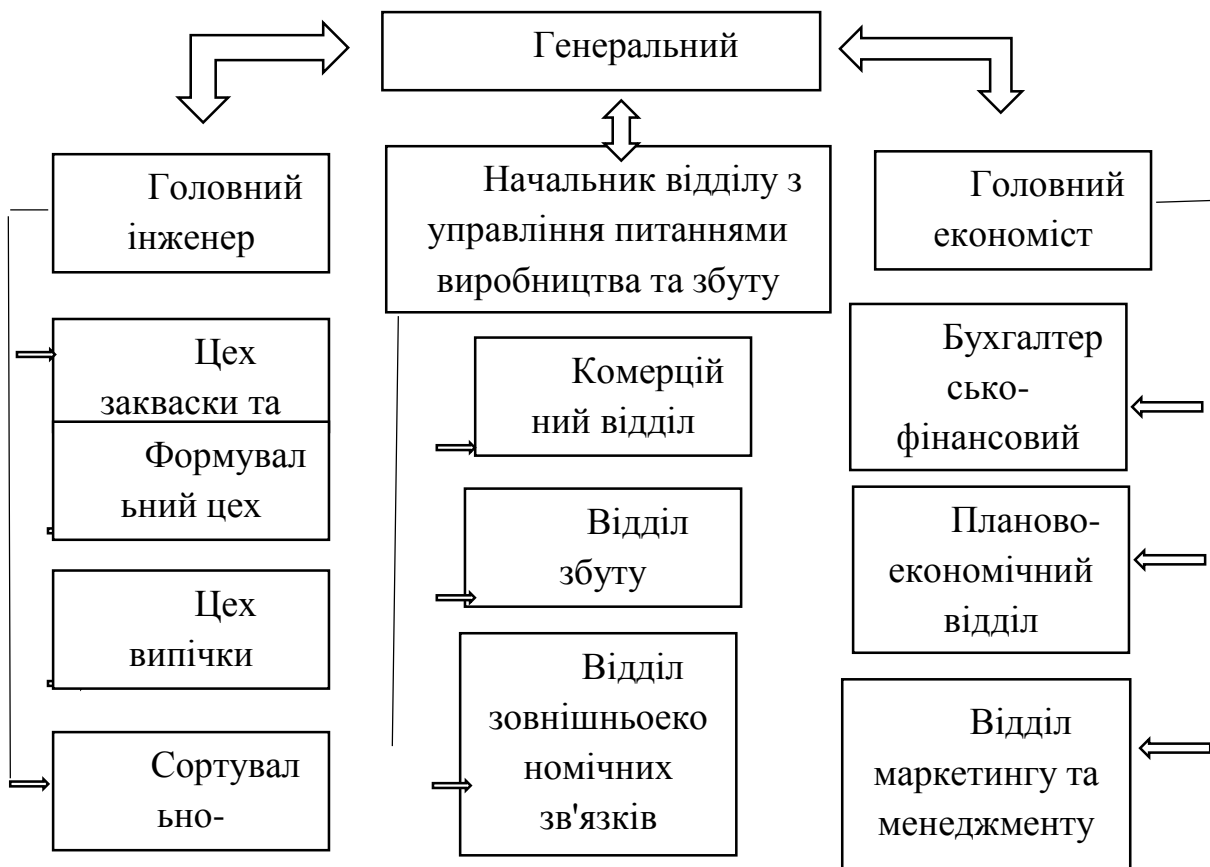 Генеральний
Головний
інженер
Начальник відділу з
управління питаннями
виробництва та збуту
Головний
економіст
Цех
закваски та
Формувал
ьний цех
Цех
випічки
Сортувал
ьно-
Комерцій
ний відділ
Відділ
збуту
Відділ
зовнішньоеко
номічних
зв'язків
Бухгалтер
сько-
фінансовий
Планово-
економічний
відділ
Відділ
маркетингу та
менеджменту